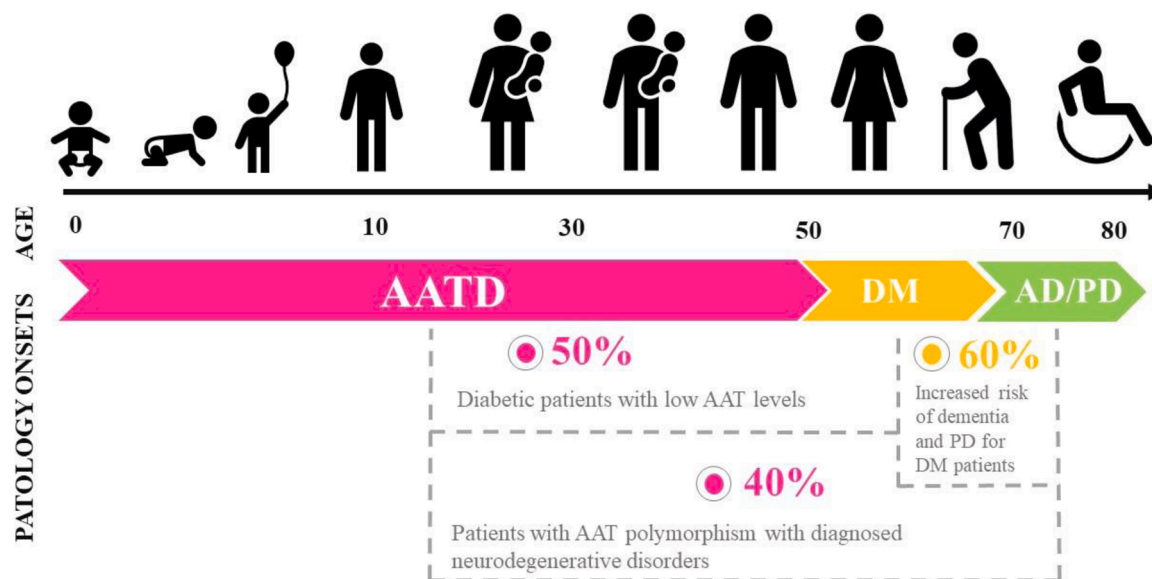 AGE
0 10 30 50 70 80
PATOLOGY ONSETS
AATD DM AD/PD
50%
Diabetic patients with low AAT levels
60%
Increased risk
of dementia
and PD for
DM patients
40%
Patients with AAT polymorphism with diagnosed
neurodegenerative disorders